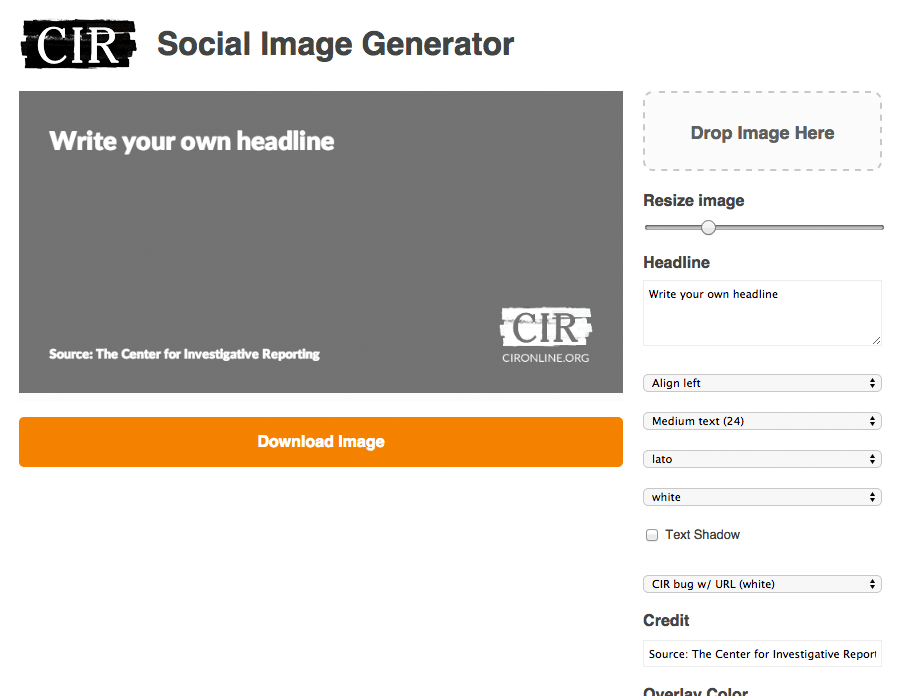 CIR
Social Image Generator
Write your own headline
CIR
CIRONLINE.ORG
Source: The Center for Investigative Reporting
Download Image
Drop Image Here
Resize image
Headline
Write your own headline
Align left
Medium text (24)
lato
white
Text Shadow
CIR bug w/ URL (white)
Credit
Source: The Center for Investigative Report
Overlay Color